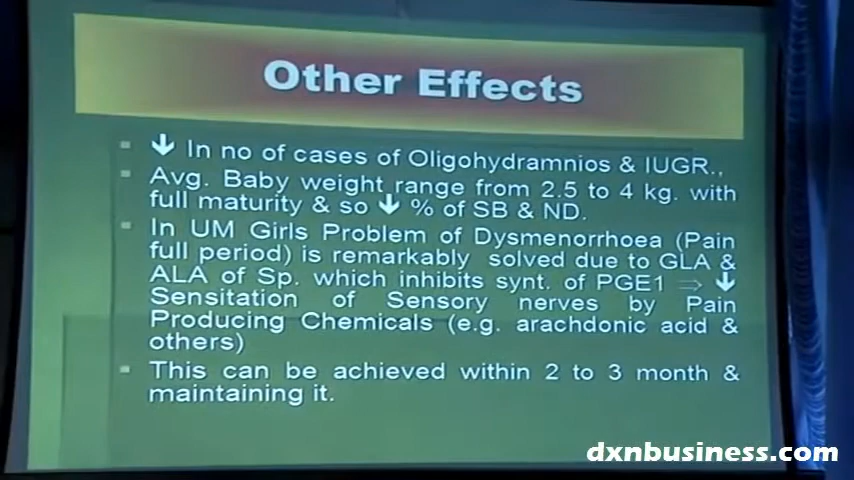 Other Effects
↓ In no of cases of Oligohydramnios & IUGR.,
Avg. Baby weight range from 2.5 to 4 kg. with
full maturity & so ↓ % of SB & ND.
In UM Girls Problem of Dysmenorrhoea (Pain
full period) is remarkably solved due to GLA &
ALA of Sp. which inhibits synt. of PGE1 ⇒ ↓
Sensitation of Sensory nerves by Pain
Producing Chemicals (e.g. arachdonic acid &
others)
This can be achieved within 2 to 3 month &
maintaining it.
dxnbusiness.com